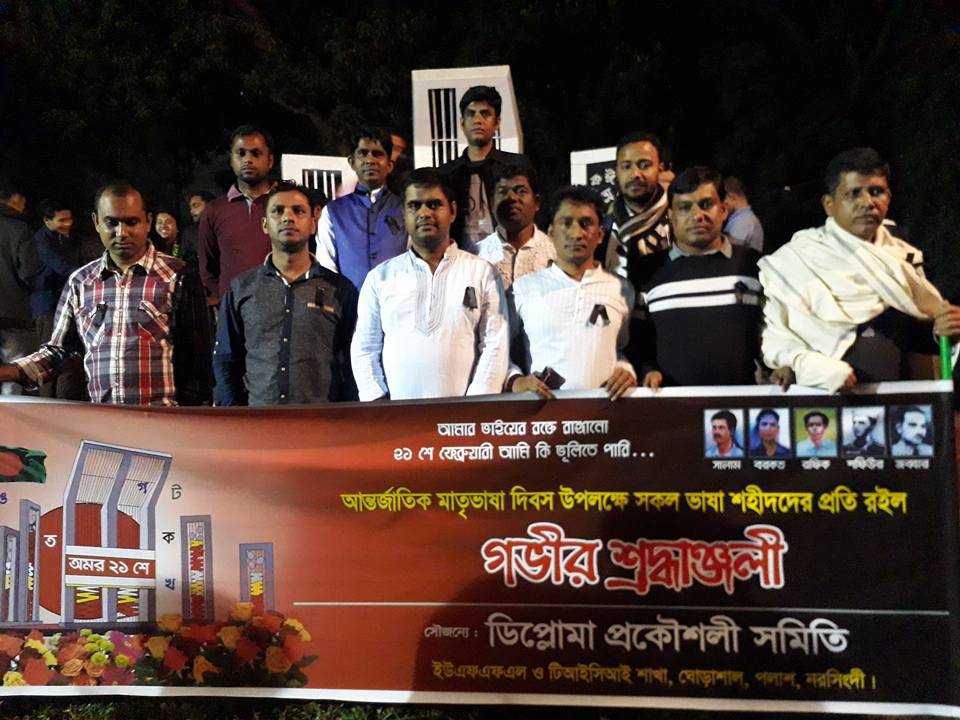 আমার ভাইয়ের রক্তে রাঙ্গানো
২১ শে ফেব্রুয়ারী আমি কি ভূলিতে পারি...
সালাম বরকত রফিক শফিউর জব্বার
আন্তর্জাতিক মাতৃভাষা দিবস উপলক্ষে সকল ভাষা শহীদদের প্রতি রইল
গভীর শ্রদ্ধাঞ্জলী
গ ট
ত ক
অমর ২১ শে
খ
সৌজন্যে : ডিপ্লোমা প্রকৌশলী সমিতি
ইউএফএফএল ও টিআইসিআই শাখা, ঘোড়াশাল, পলাশ, নরসিংদী।